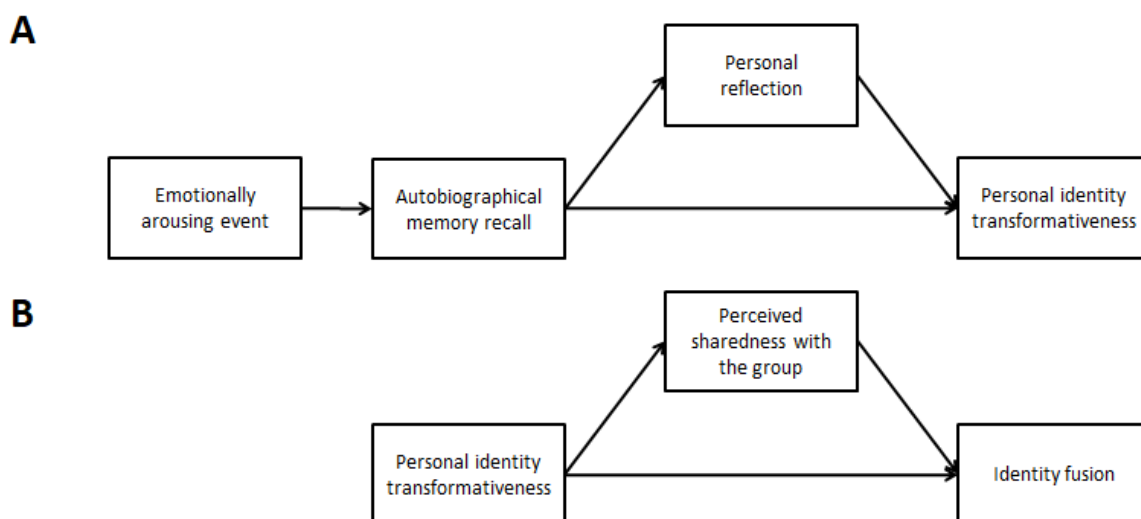 A
Personal
reflection
Emotionally
arousing event
Autobiographical
memory recall
Personal identity
transformativeness
B
Perceived
sharedness with
the group
Personal identity
transformativeness
Identity fusion